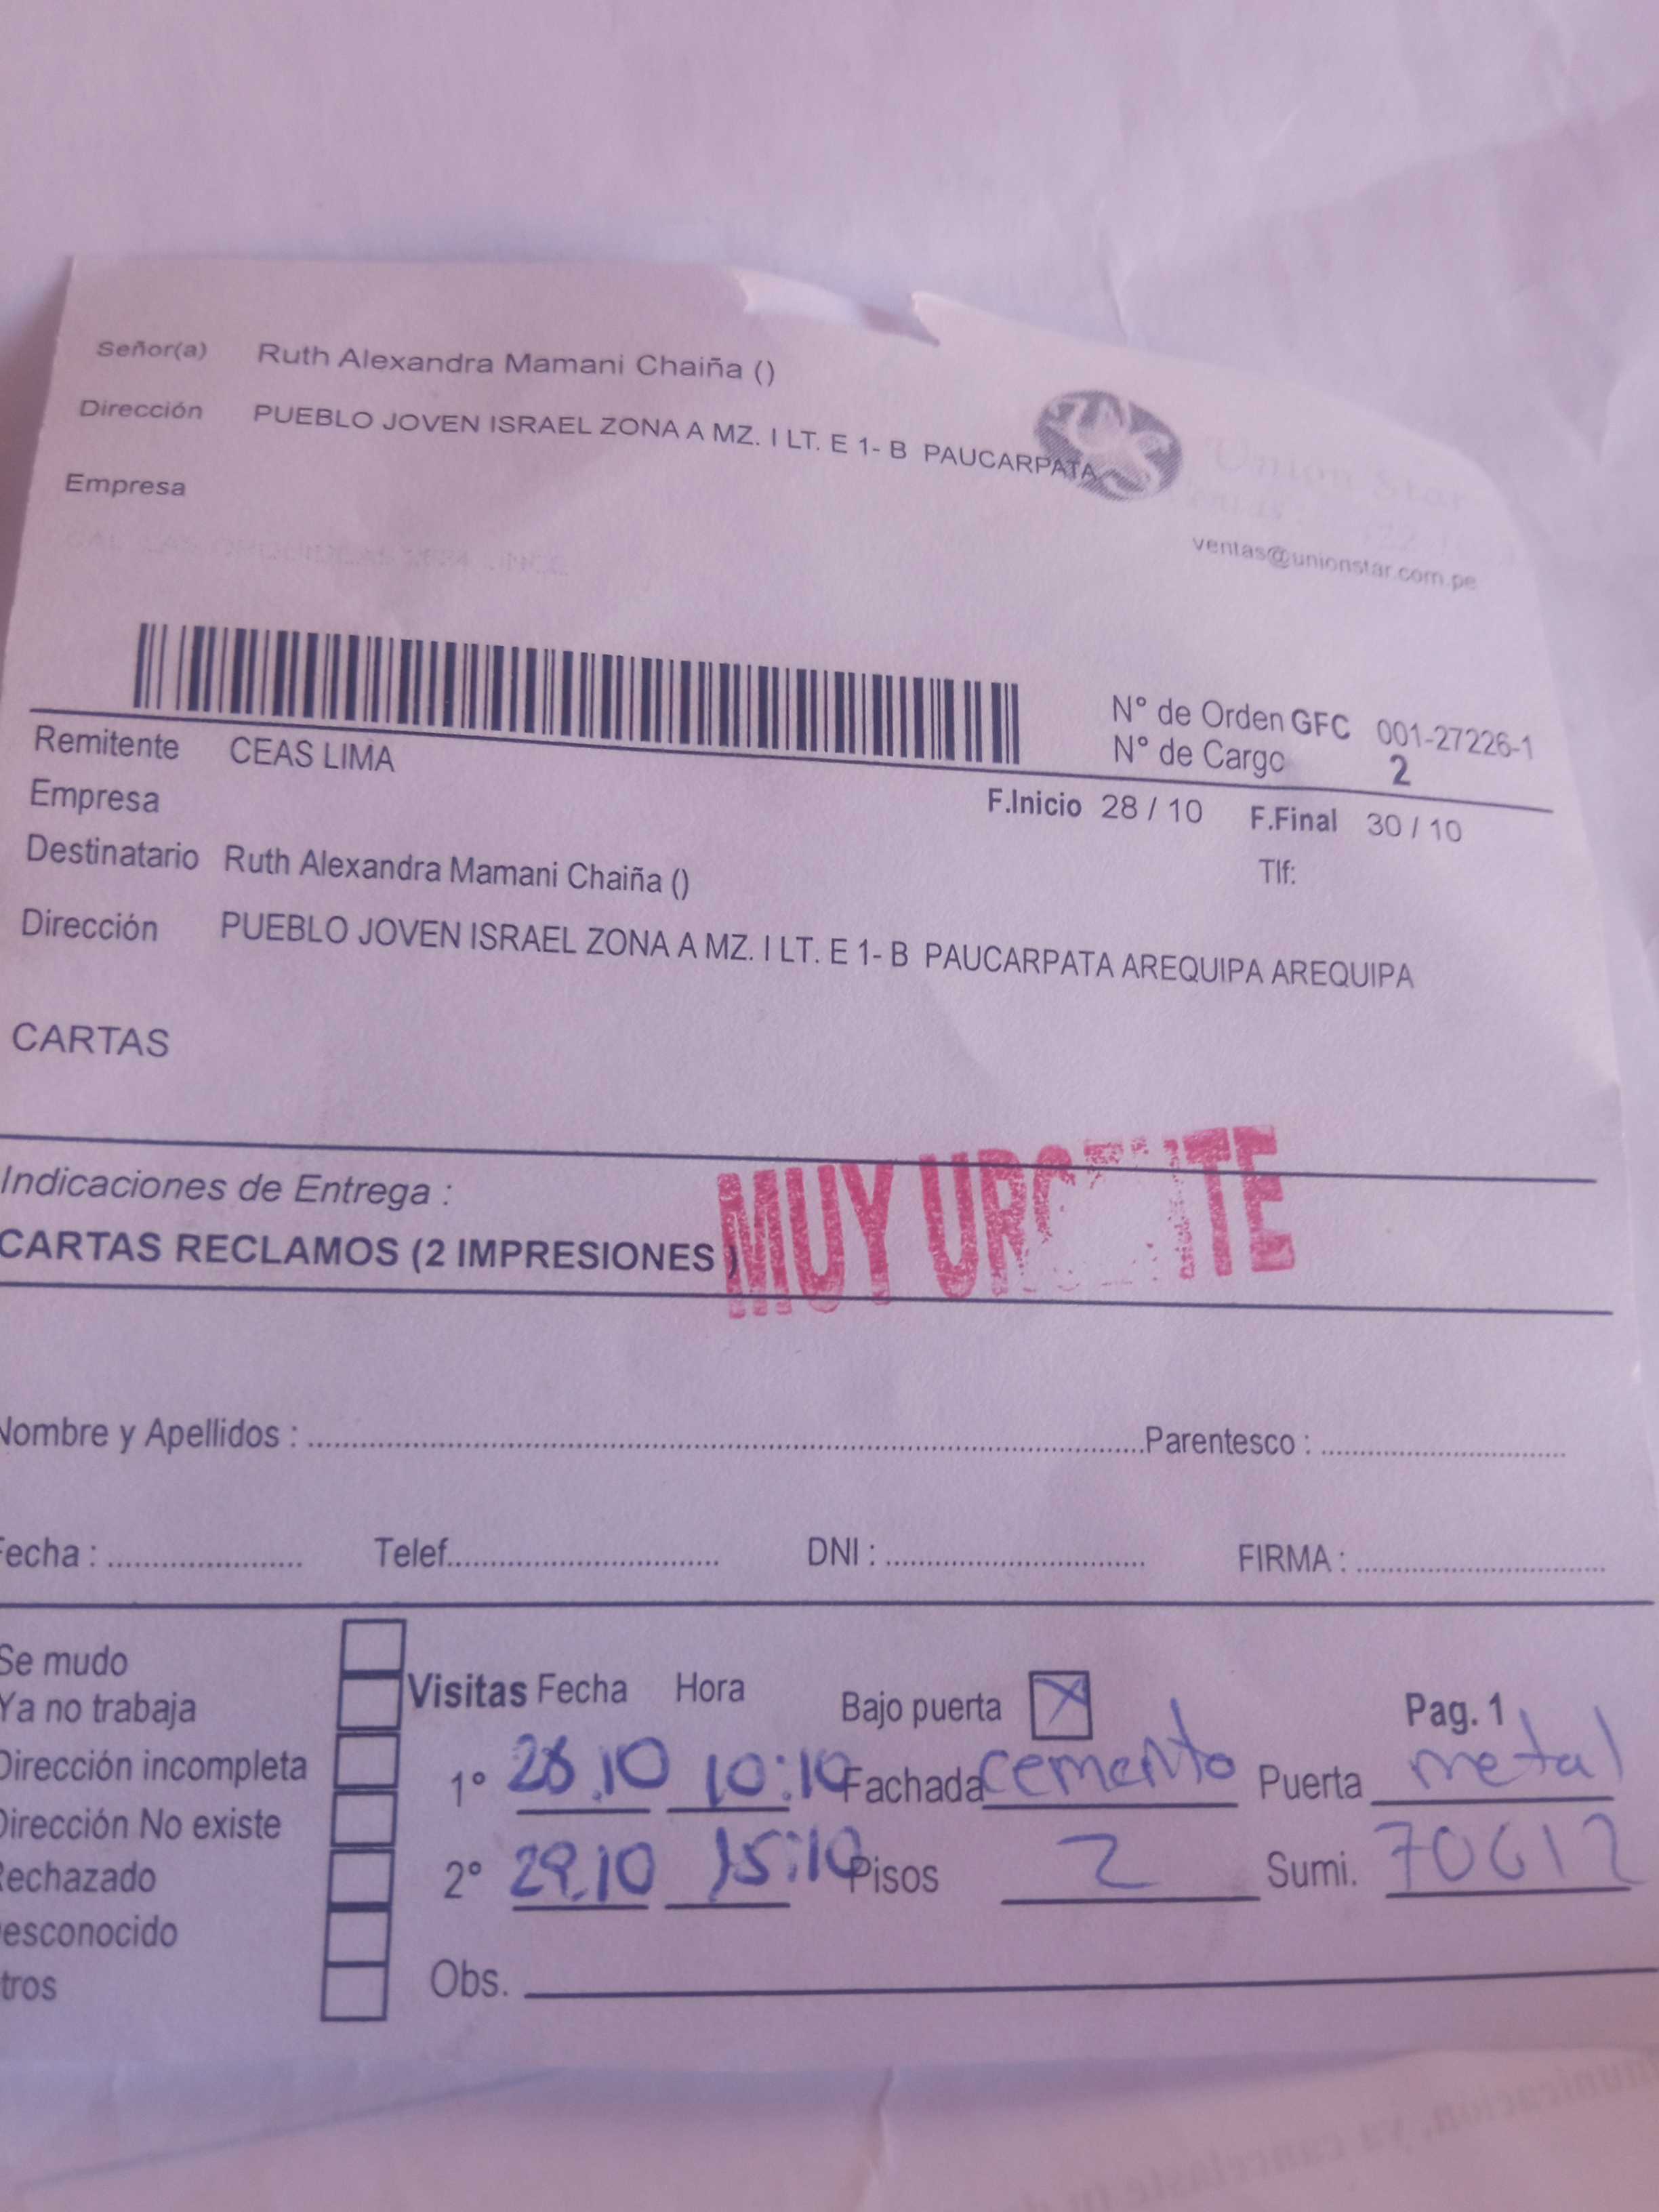 Señor(a) Ruth Alexandra Mamani Chaiña ()
Dirección PUEBLO JOVEN ISRAEL ZONA A MZ. I LT. E 1- B PAUCARPATA
Union Star
Empresa
ventas@unionstar.com.pe
N° de Orden GFC 001-27226-1
N° de Cargo 2
Remitente CEAS LIMA
Empresa
F.Inicio 28 / 10 F.Final 30 / 10
Destinatario Ruth Alexandra Mamani Chaiña ()
Tlf:
Dirección PUEBLO JOVEN ISRAEL ZONA A MZ. I LT. E 1- B PAUCARPATA AREQUIPA AREQUIPA
CARTAS
Indicaciones de Entrega :
MUY URGENTE
CARTAS RECLAMOS (2 IMPRESIONES )
Nombre y Apellidos : Parentesco :
Fecha : Telef. DNI : FIRMA :
Se mudo
Ya no trabaja
Dirección incompleta
Dirección No existe
Rechazado
esconocido
tros
Visitas Fecha Hora Bajo puerta X Pag. 1
1° 28.10 10:10 Fachada cemento Puerta metal
2° 29.10 15:10 Pisos 2 Sumi. 70612
Obs.